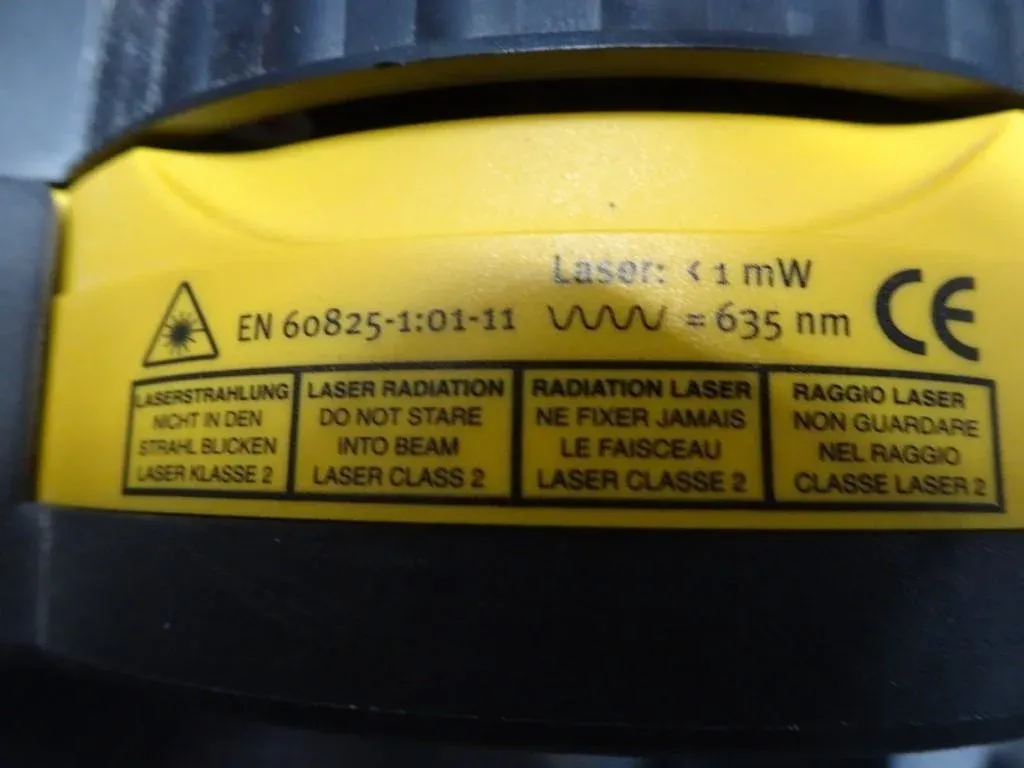 Laser: < 1 mW
EN 60825-1:01-11
= 635 nm
CE
LASERSTRAHLUNG
NICHT IN DEN
STRAHL BLICKEN
LASER KLASSE 2
LASER RADIATION
DO NOT STARE
INTO BEAM
LASER CLASS 2
RADIATION LASER
NE FIXER JAMAIS
LE FAISCEAU
LASER CLASSE 2
RAGGIO LASER
NON GUARDARE
NEL RAGGIO
CLASSE LASER 2